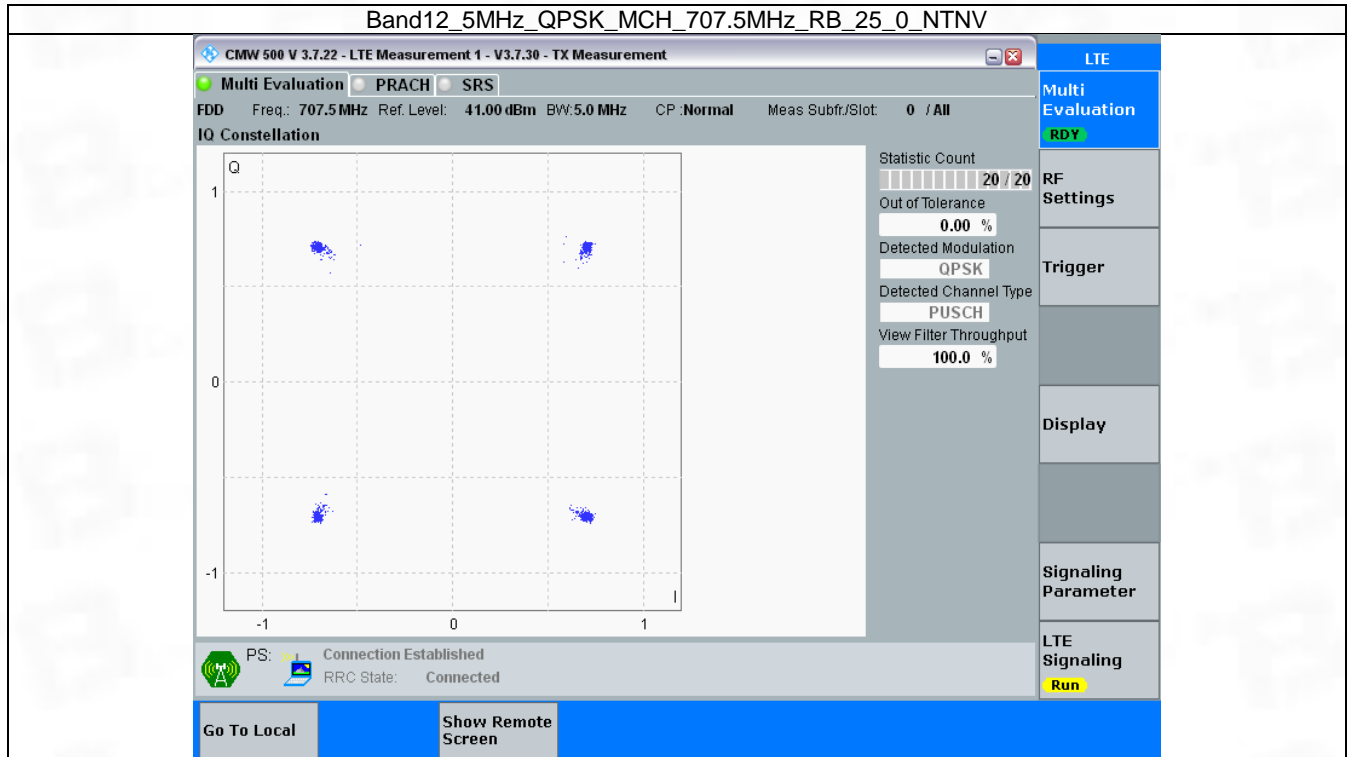 Band12_5MHz_QPSK_MCH_707.5MHz_RB_25_0_NTNV
CMW 500 V 3.7.22 - LTE Measurement 1 - V3.7.30 - TX Measurement
LTE
Multi Evaluation PRACH SRS
Multi
Evaluation
RDY
FDD Freq.: 707.5 MHz Ref. Level: 41.00 dBm BW:5.0 MHz CP :Normal Meas Subfr./Slot: 0 / All
IQ Constellation
Q
1
0
-1
I
-1 0 1
Statistic Count
20 / 20
Out of Tolerance
0.00 %
Detected Modulation
QPSK
Detected Channel Type
PUSCH
View Filter Throughput
100.0 %
RF
Settings
Trigger
Display
Signaling
Parameter
LTE
Signaling
Run
PS: Connection Established
RRC State: Connected
Go To Local
Show Remote
Screen